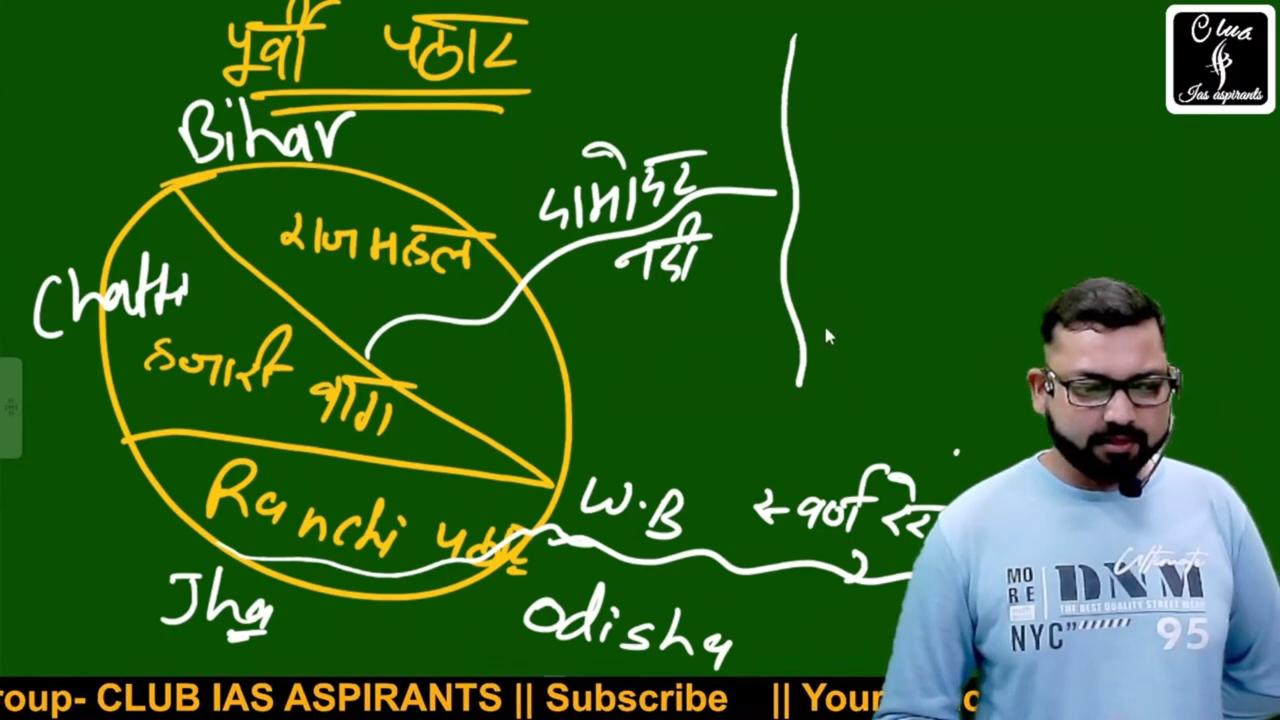 पूर्वी पठार
Bihar
राजमहल
दामोदर
नदी
Chatti
हजारी बाग
Ranchi पठार
W.B
स्वर्ण रेखा
Jha
Odisha
Club
Ias aspirants
MORE
DNM
Ultimate
THE BEST QUALITY STREET WEAR
NYC"
95
roup- CLUB IAS ASPIRANTS || Subscribe || Your